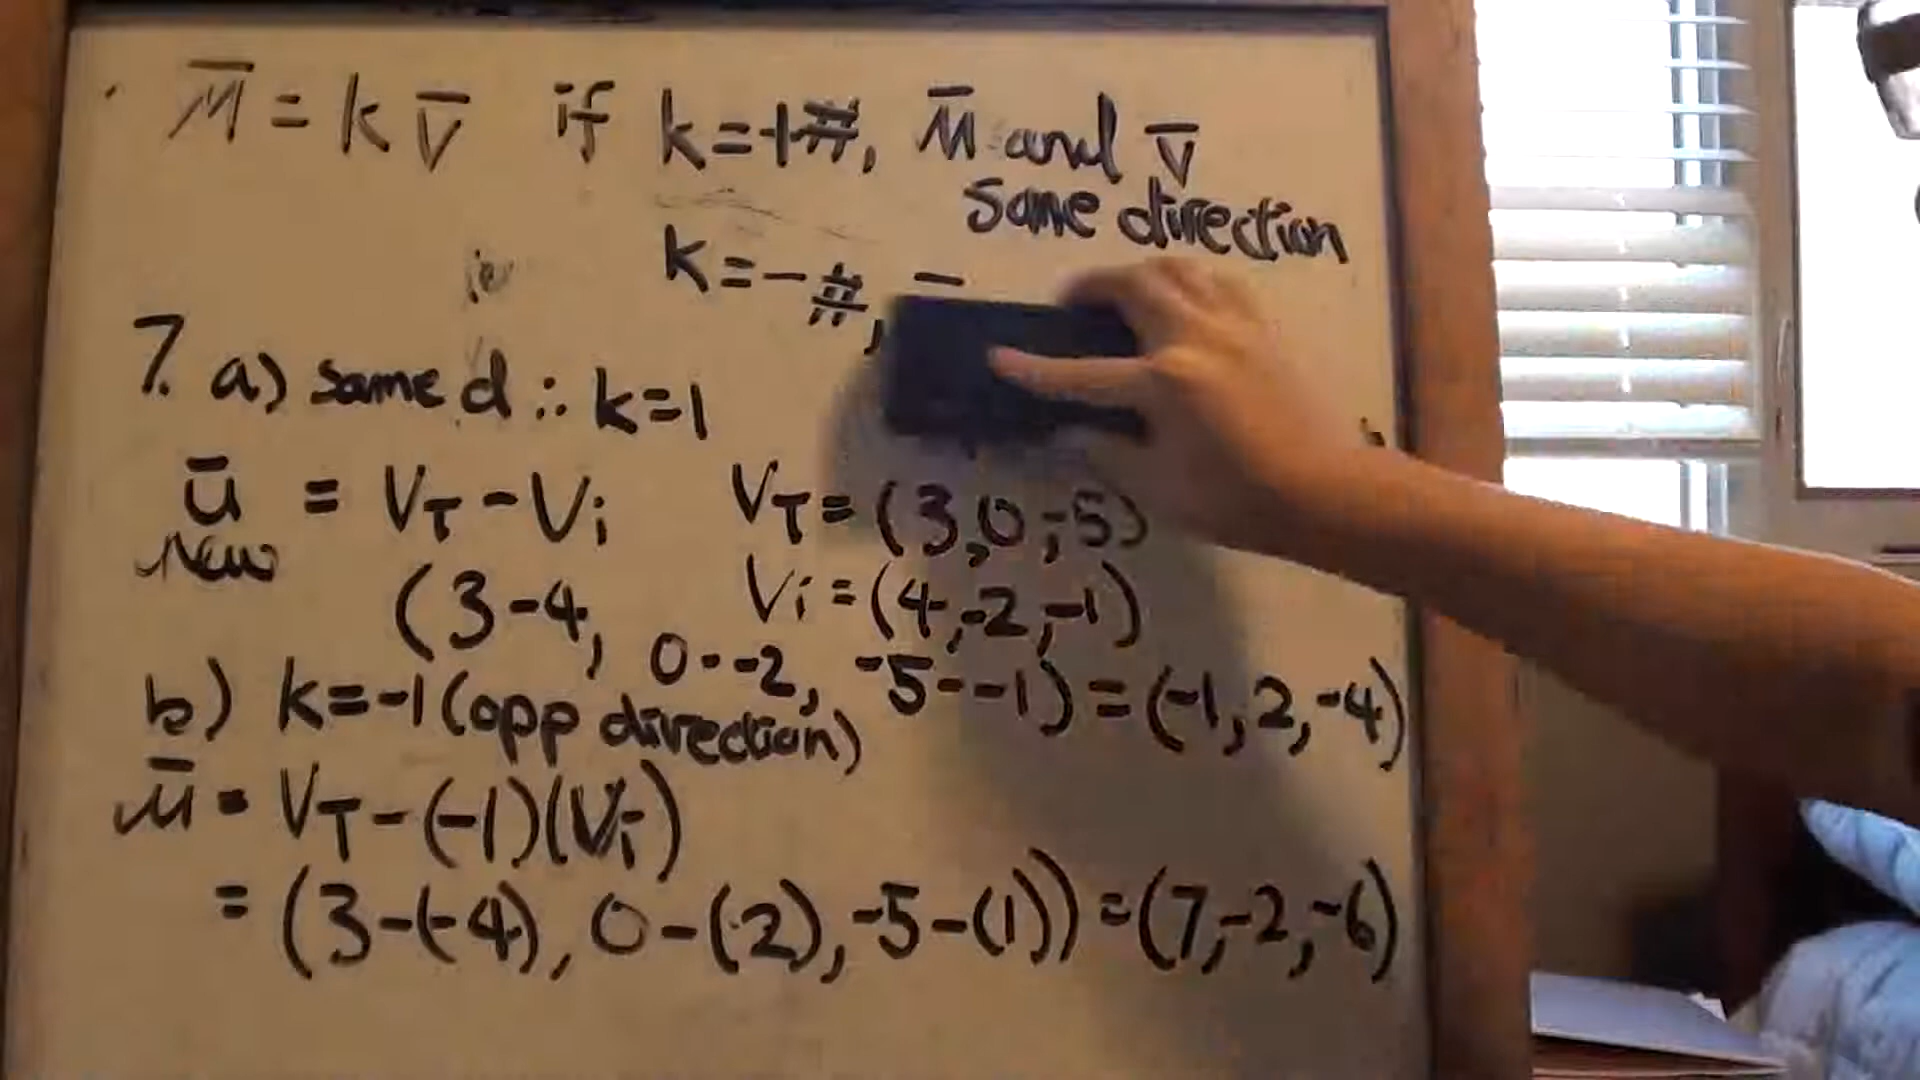 u̅ = k v̅ if k=+#, u̅ and v̅
same direction
k=-#,
7. a) same d ∴ k=1
u̅ = VT - Vi VT=(3,0,-5)
New
Vi=(4,-2,-1)
(3-4, 0--2, -5--1)=(-1,2,-4)
b) k=-1(opp direction)
u̅ = VT-(-1)(Vi)
=(3-(-4), 0-(2), -5-(1))=(7,-2,-6)